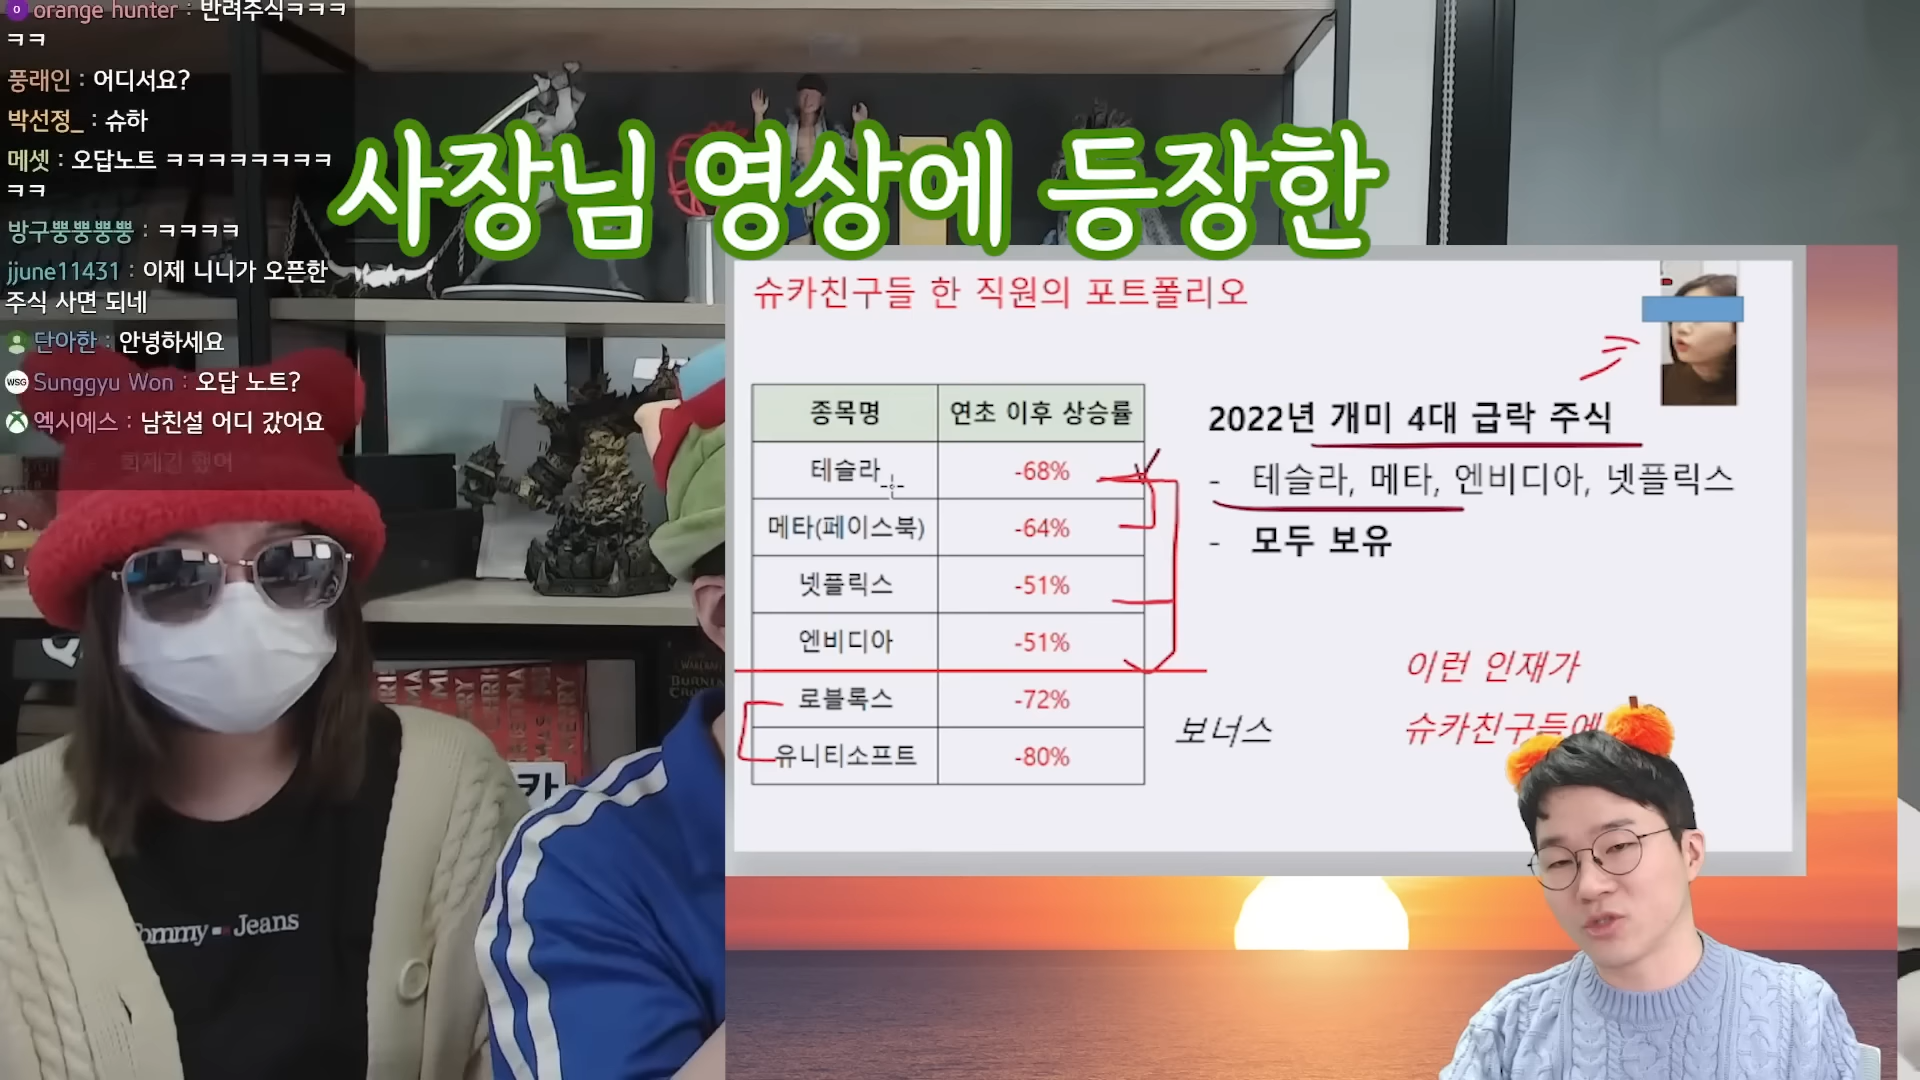 orange hunter : 반려주식ㅋㅋㅋ
ㅋㅋ
풍래인 : 어디서요?
박선정_ : 슈하
메셋 : 오답노트 ㅋㅋㅋㅋㅋㅋㅋㅋ
ㅋㅋ
방구뿡뿡뿡뿡 : ㅋㅋㅋㅋ
jjune11431 : 이제 니니가 오픈한
주식 사면 되네
단아한 : 안녕하세요
WSG Sunggyu Won : 오답 노트?
엑시에스 : 남친설 어디 갔어요
사장님 영상에 등장한
슈카친구들 한 직원의 포트폴리오
종목명 연초 이후 상승률
테슬라 -68%
메타(페이스북) -64%
넷플릭스 -51%
엔비디아 -51%
로블록스 -72%
유니티소프트 -80%
2022년 개미 4대 급락 주식
- 테슬라, 메타, 엔비디아, 넷플릭스
- 모두 보유
보너스
이런 인재가
슈카친구들에
Tommy Jeans
카